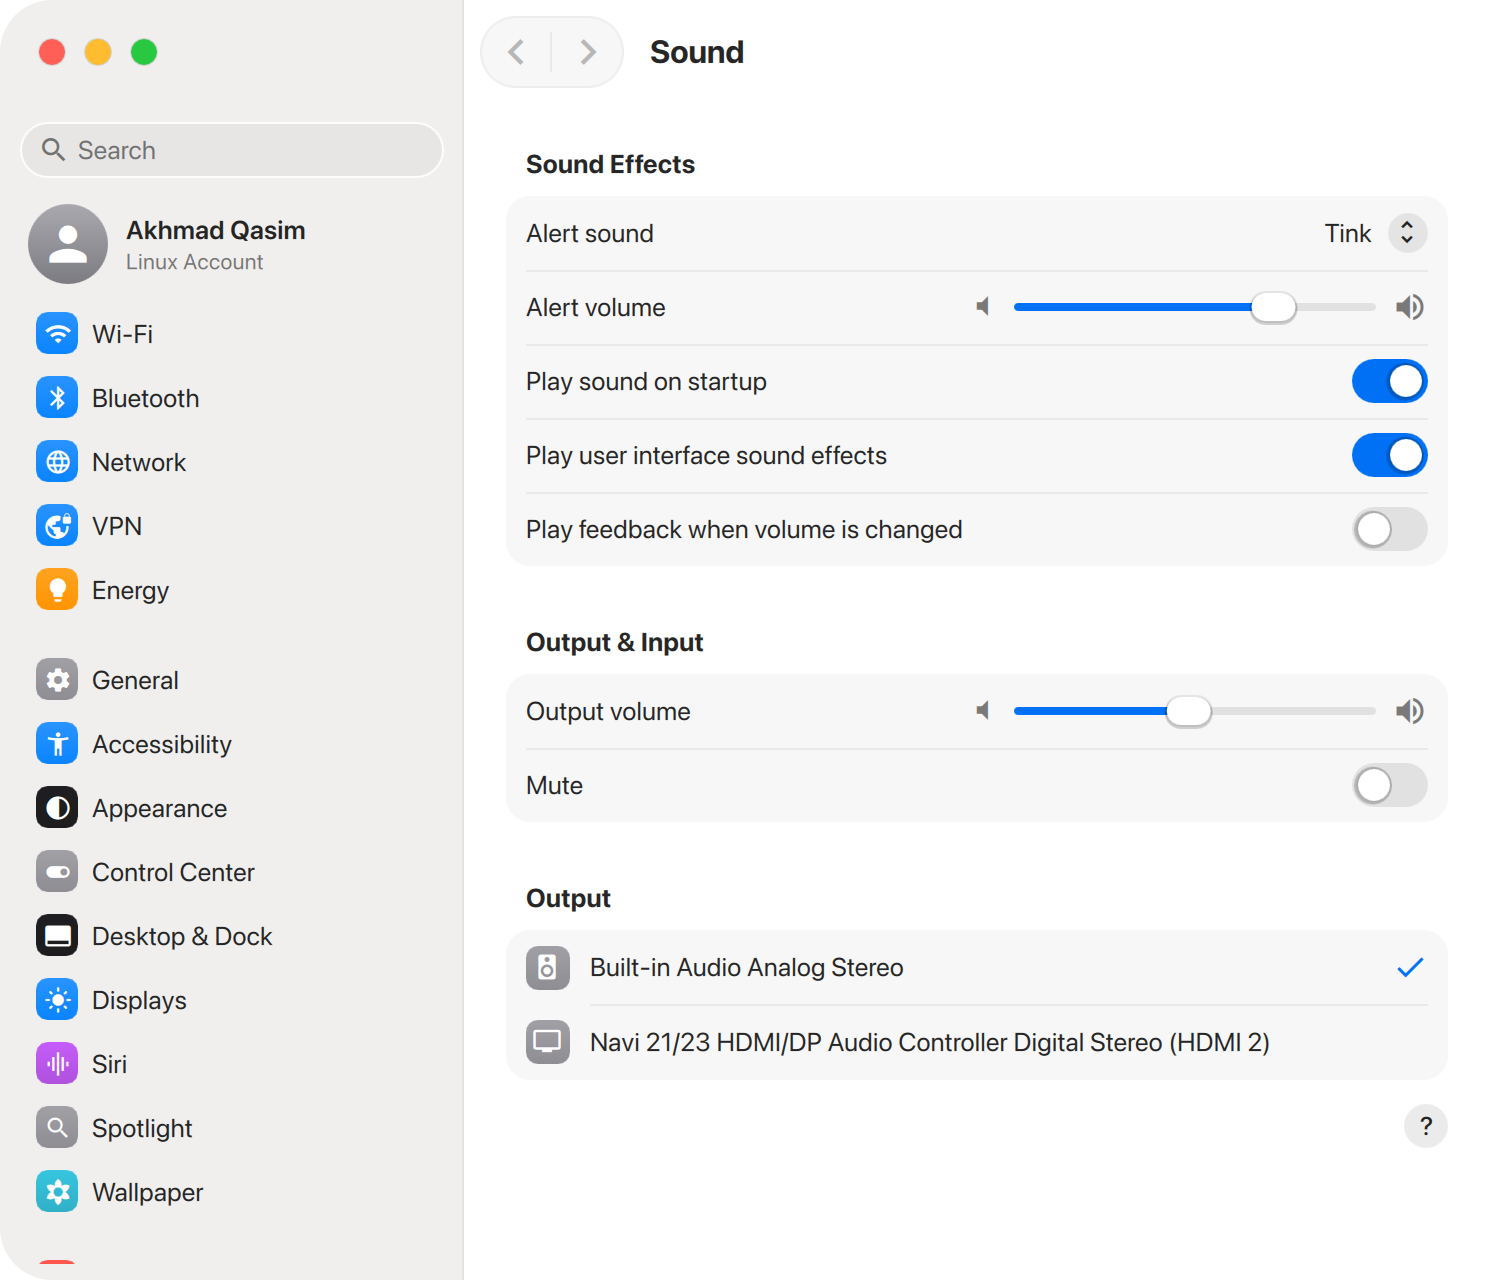 Sound
Search
Akhmad Qasim
Linux Account
Wi-Fi
Bluetooth
Network
VPN
Energy
General
Accessibility
Appearance
Control Center
Desktop & Dock
Displays
Siri
Spotlight
Wallpaper
Sound Effects
Alert sound Tink
Alert volume
Play sound on startup
Play user interface sound effects
Play feedback when volume is changed
Output & Input
Output volume
Mute
Output
Built-in Audio Analog Stereo
Navi 21/23 HDMI/DP Audio Controller Digital Stereo (HDMI 2)
?